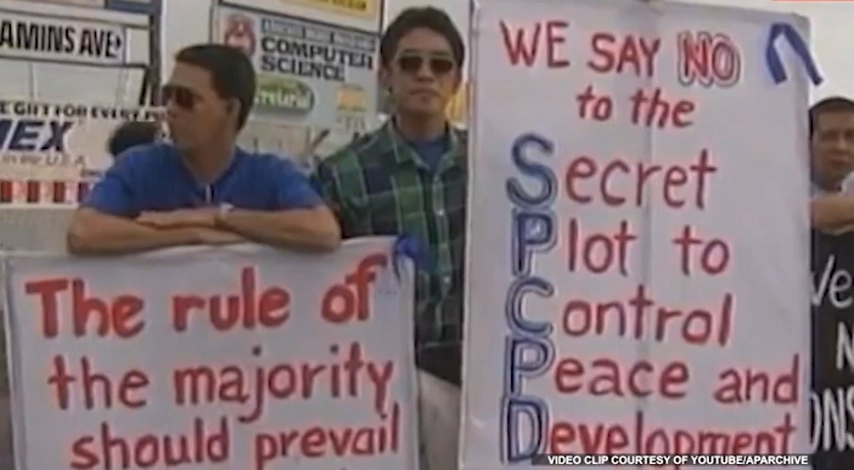 AMINS AVE
COMPUTER
SCIENCE
MEX
WE SAY NO
to the
Secret
Plot to
Control
Peace and
Development
The rule of
the majority
should prevail
VIDEO CLIP COURTESY OF YOUTUBE/APARCHIVE